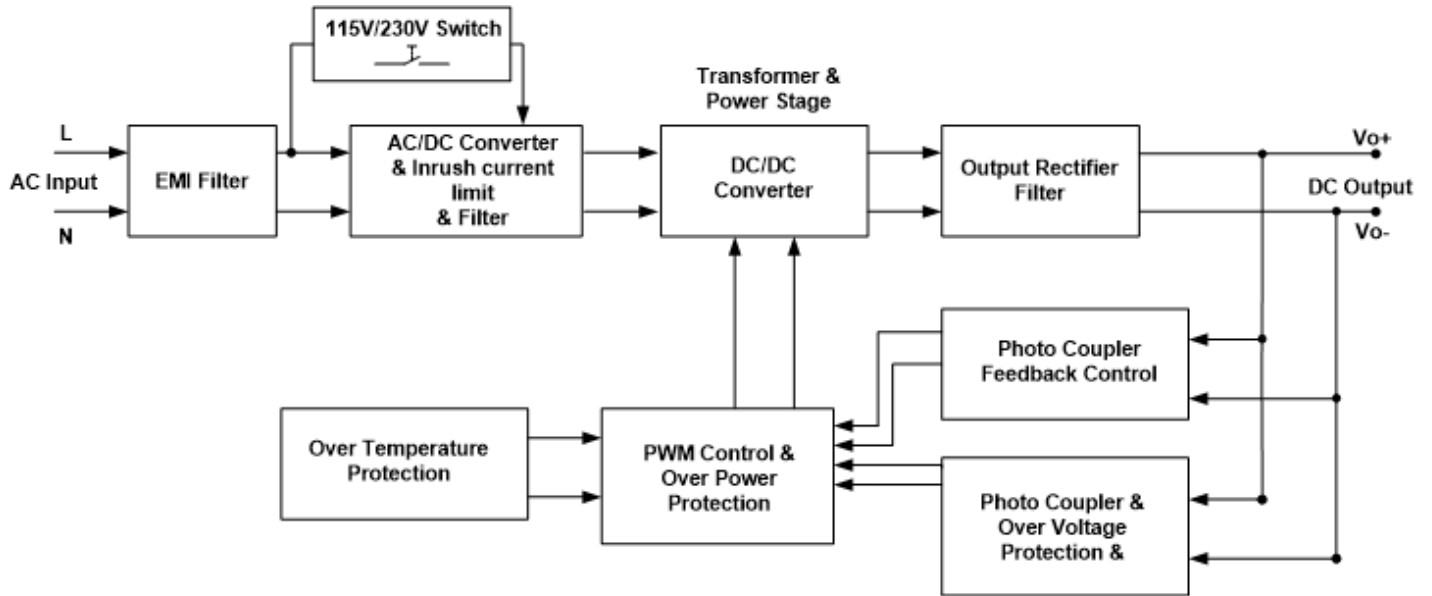 115V/230V Switch
Transformer &
Power Stage
L
AC Input
N
EMI Filter
AC/DC Converter
& Inrush current
limit
& Filter
DC/DC
Converter
Output Rectifier
Filter
Vo+
DC Output
Vo-
Photo Coupler
Feedback Control
Over Temperature
Protection
PWM Control &
Over Power
Protection
Photo Coupler &
Over Voltage
Protection &